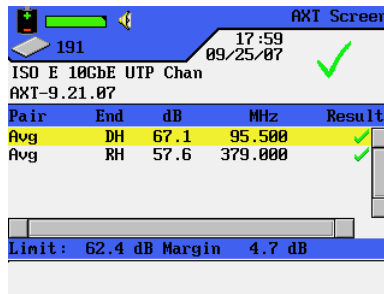 AXT Screen
191
17:59
09/25/07
ISO E 10GbE UTP Chan
AXT-9.21.07
Pair End dB MHz Result
Avg DH 67.1 95.500
Avg RH 57.6 379.000
Limit: 62.4 dB Margin 4.7 dB